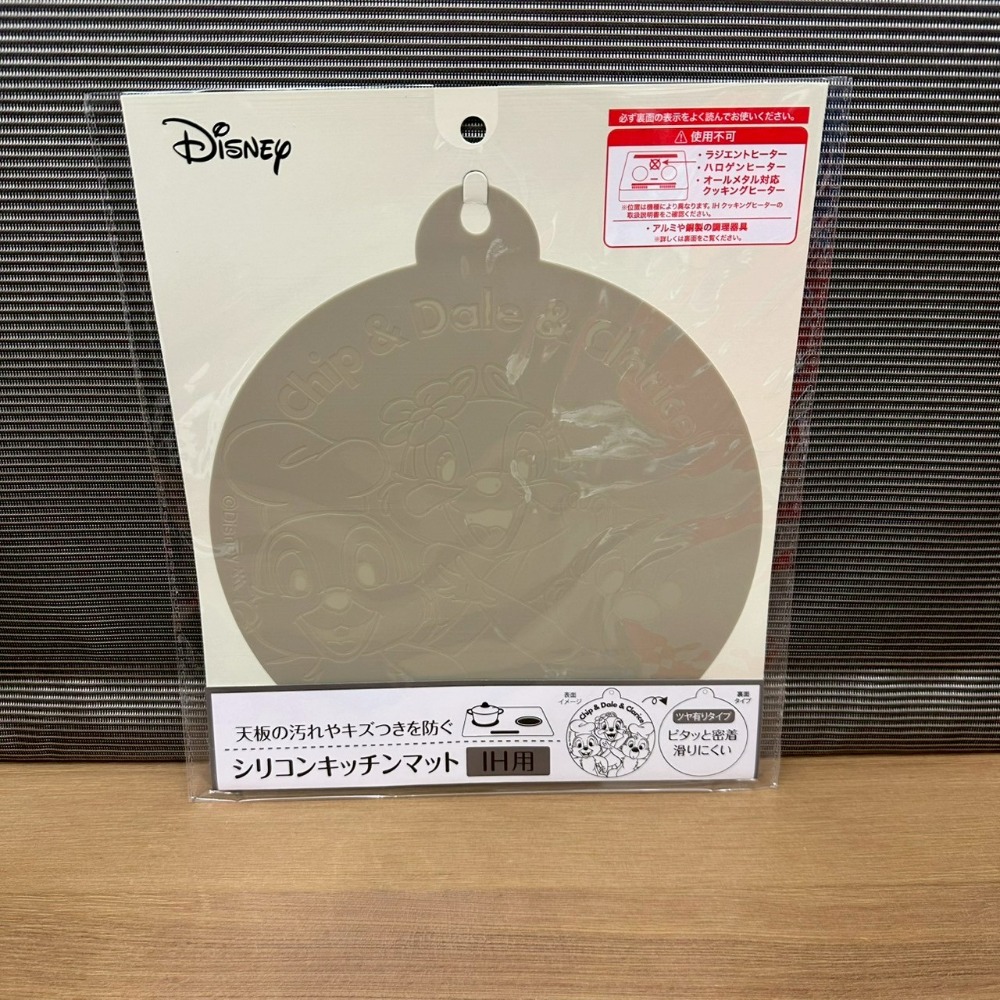 Disney
必ず裏面の表示をよく読んでお使いください。
⚠ 使用不可
・ラジエントヒーター
・ハロゲンヒーター
・オールメタル対応
クッキングヒーター
※位置は機種により異なります。IH クッキングヒーターの
取扱説明書をご確認ください。
・アルミや銅製の調理器具
※詳しくは裏面をご覧ください。
Chip & Dale & Clarice
©DISNEY
天板の汚れやキズつきを防ぐ
シリコンキッチンマット IH用
表面
イメージ
Chip & Dale & Clarice
裏面
タイプ
ツヤ有りタイプ
ピタッと密着
滑りにくい